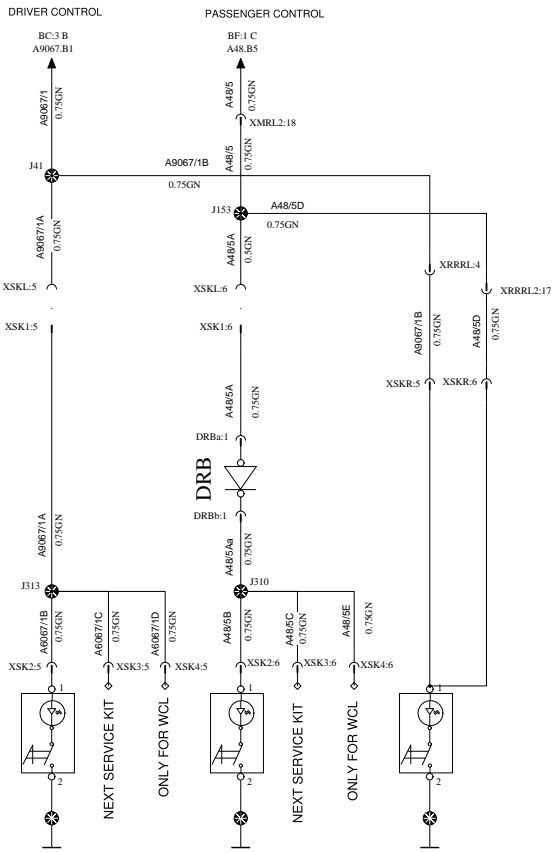 DRIVER CONTROL
PASSENGER CONTROL
BC:3 B
A9067.B1
BF:1 C
A48.B5
A9067/1
0.75GN
A48/5
0.75GN
XMRL2:18
J41
A9067/1B
0.75GN
A48/5
0.75GN
J153
A48/5D
0.75GN
A9067/1A
0.75GN
A48/5A
0.5GN
XRRRL:4
XSKL:5
XSKL:6
XRRRL2:17
XSK1:5
XSK1:6
A9067/1B
0.75GN
A48/5D
0.75GN
XSKR:5
XSKR:6
A48/5A
0.75GN
DRBa:1
DRB
DRBb:1
A9067/1A
0.75GN
A48/5Aa
0.75GN
J313
J310
A6067/1B
0.75GN
A6067/1C
0.75GN
A6067/1D
0.75GN
A48/5B
0.75GN
A48/5C
0.75GN
A48/5E
0.75GN
XSK2:5
XSK3:5
XSK4:5
XSK2:6
XSK3:6
XSK4:6
1
1
1
NEXT SERVICE KIT
ONLY FOR WCL
NEXT SERVICE KIT
ONLY FOR WCL
2
2
2